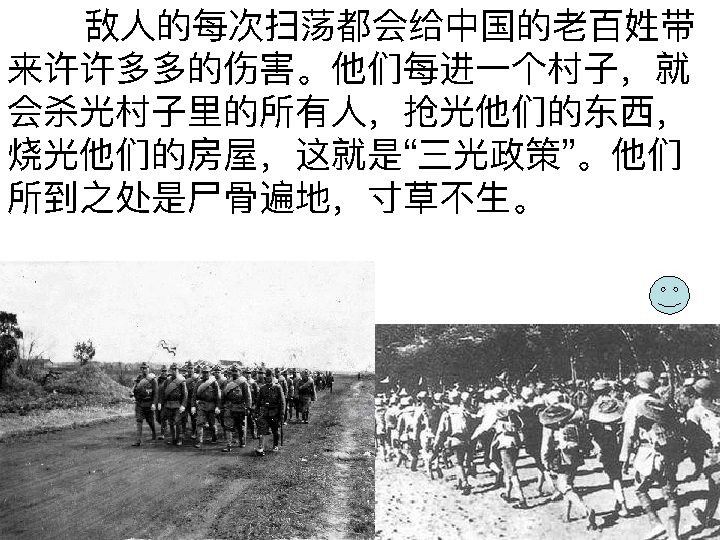 敌人的每次扫荡都会给中国的老百姓带
来许许多多的伤害。他们每进一个村子，就
会杀光村子里的所有人，抢光他们的东西，
烧光他们的房屋，这就是“三光政策”。他们
所到之处是尸骨遍地，寸草不生。